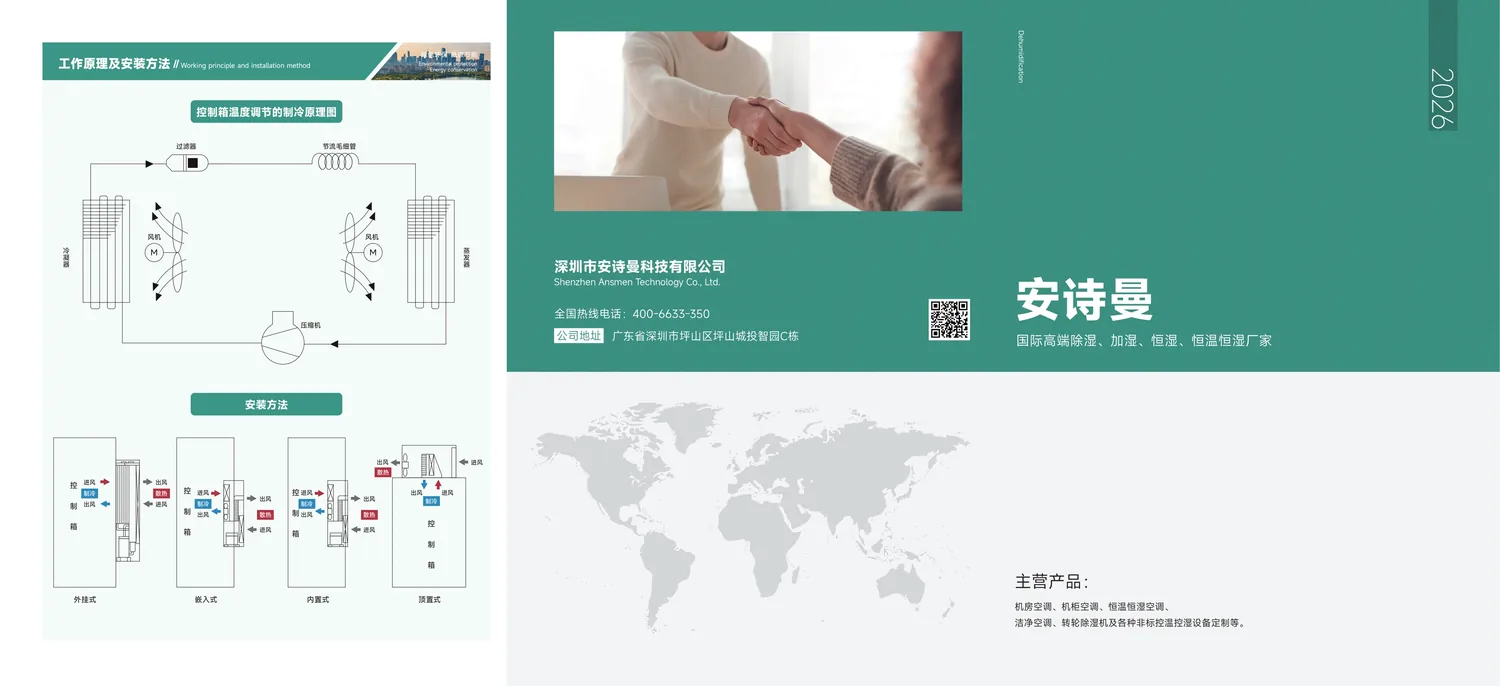 工作原理及安装方法 // Working principle and installation method
Environmental protection
Energy conservation
控制箱温度调节的制冷原理图
过滤器
节流毛细管
冷凝器
风机
M
风机
M
蒸发器
压缩机
安装方法
控制箱
进风
制冷
出风
出风
散热
进风
外挂式
控制箱
进风
制冷
出风
出风
散热
进风
嵌入式
控制箱
进风
制冷
出风
出风
散热
进风
内置式
出风
散热
进风
出风
进风
制冷
控制箱
顶置式
深圳市安诗曼科技有限公司
Shenzhen Ansmen Technology Co., Ltd.
全国热线电话：400-6633-350
公司地址 广东省深圳市坪山区坪山城投智园C栋
Dehumidification
2026
安诗曼
国际高端除湿、加湿、恒湿、恒温恒湿厂家
主营产品：
机房空调、机柜空调、恒温恒湿空调、
洁净空调、转轮除湿机及各种非标控温控湿设备定制等。